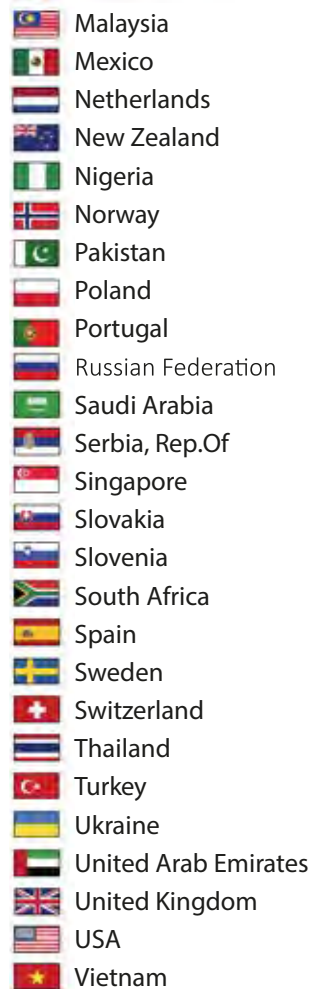 Malaysia
Mexico
Netherlands
New Zealand
Nigeria
Norway
Pakistan
Poland
Portugal
Russian Federation
Saudi Arabia
Serbia, Rep.Of
Singapore
Slovakia
Slovenia
South Africa
Spain
Sweden
Switzerland
Thailand
Turkey
Ukraine
United Arab Emirates
United Kingdom
USA
Vietnam